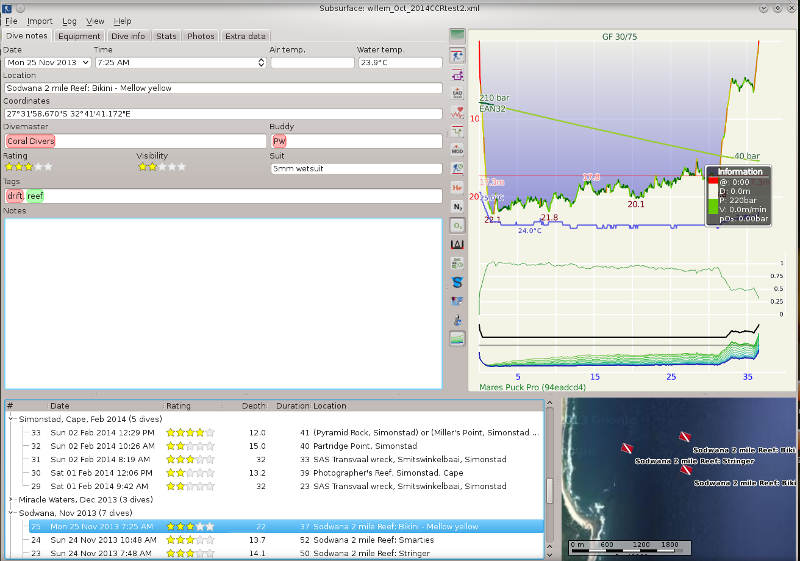 Subsurface: willem_Oct_2014CCRtest2.xml
File Import Log View Help
Dive notes Equipment Dive info Stats Photos Extra data
Date Time Air temp. Water temp.
Mon 25 Nov 2013 7:25 AM 23.9°C
Location
Sodwana 2 mile Reef: Bikini - Mellow yellow
Coordinates
27°31'58.670"S 32°41'41.172"E
Divemaster Buddy
Coral Divers PW
Rating Visibility Suit
5mm wetsuit
Tags
drift reef
Notes
GF 30/75
210 bar
EAN32
10
40 bar
27.8
17.3m
20
22.1
21.8
20.1
24.0°C
Information
@: 0:00
D: 0.0m
P: 220bar
V: 0.0m/min
pO₂: 0.00bar
1
0.75
0.5
0.25
0
5 15 25 35
Mares Puck Pro (94eadcd4)
# Date Rating Depth Duration Location
Simonstad, Cape, Feb 2014 (5 dives)
33 Sun 02 Feb 2014 12:29 PM 12.0 41 (Pyramid Rock, Simonstad) or (Miller's Point, Simonstad ...
32 Sun 02 Feb 2014 10:26 AM 15.0 40 Partridge Point, Simonstad
31 Sun 02 Feb 2014 8:19 AM 32 33 SAS Transvaal wreck, Smitswinkelbaai, Simonstad
30 Sat 01 Feb 2014 12:06 PM 13.2 39 Photographer's Reef. Simonstad. Cape
29 Sat 01 Feb 2014 9:42 AM 32 23 SAS Transvaal wreck, Smitswinkelbaai, Simonstad
Miracle Waters, Dec 2013 (3 dives)
Sodwana, Nov 2013 (7 dives)
25 Mon 25 Nov 2013 7:25 AM 22 37 Sodwana 2 mile Reef: Bikini - Mellow yellow
24 Sun 24 Nov 2013 10:48 AM 13.7 52 Sodwana 2 mile Reef: Smarties
23 Sun 24 Nov 2013 7:48 AM 14.1 50 Sodwana 2 mile Reef: Stringer
Sodwana 2 mile Reef: Biki
Sodwana 2 mile Reef: Stringer
Sodwana 2 mile Reef: Biki
0 m 600 1200 1800